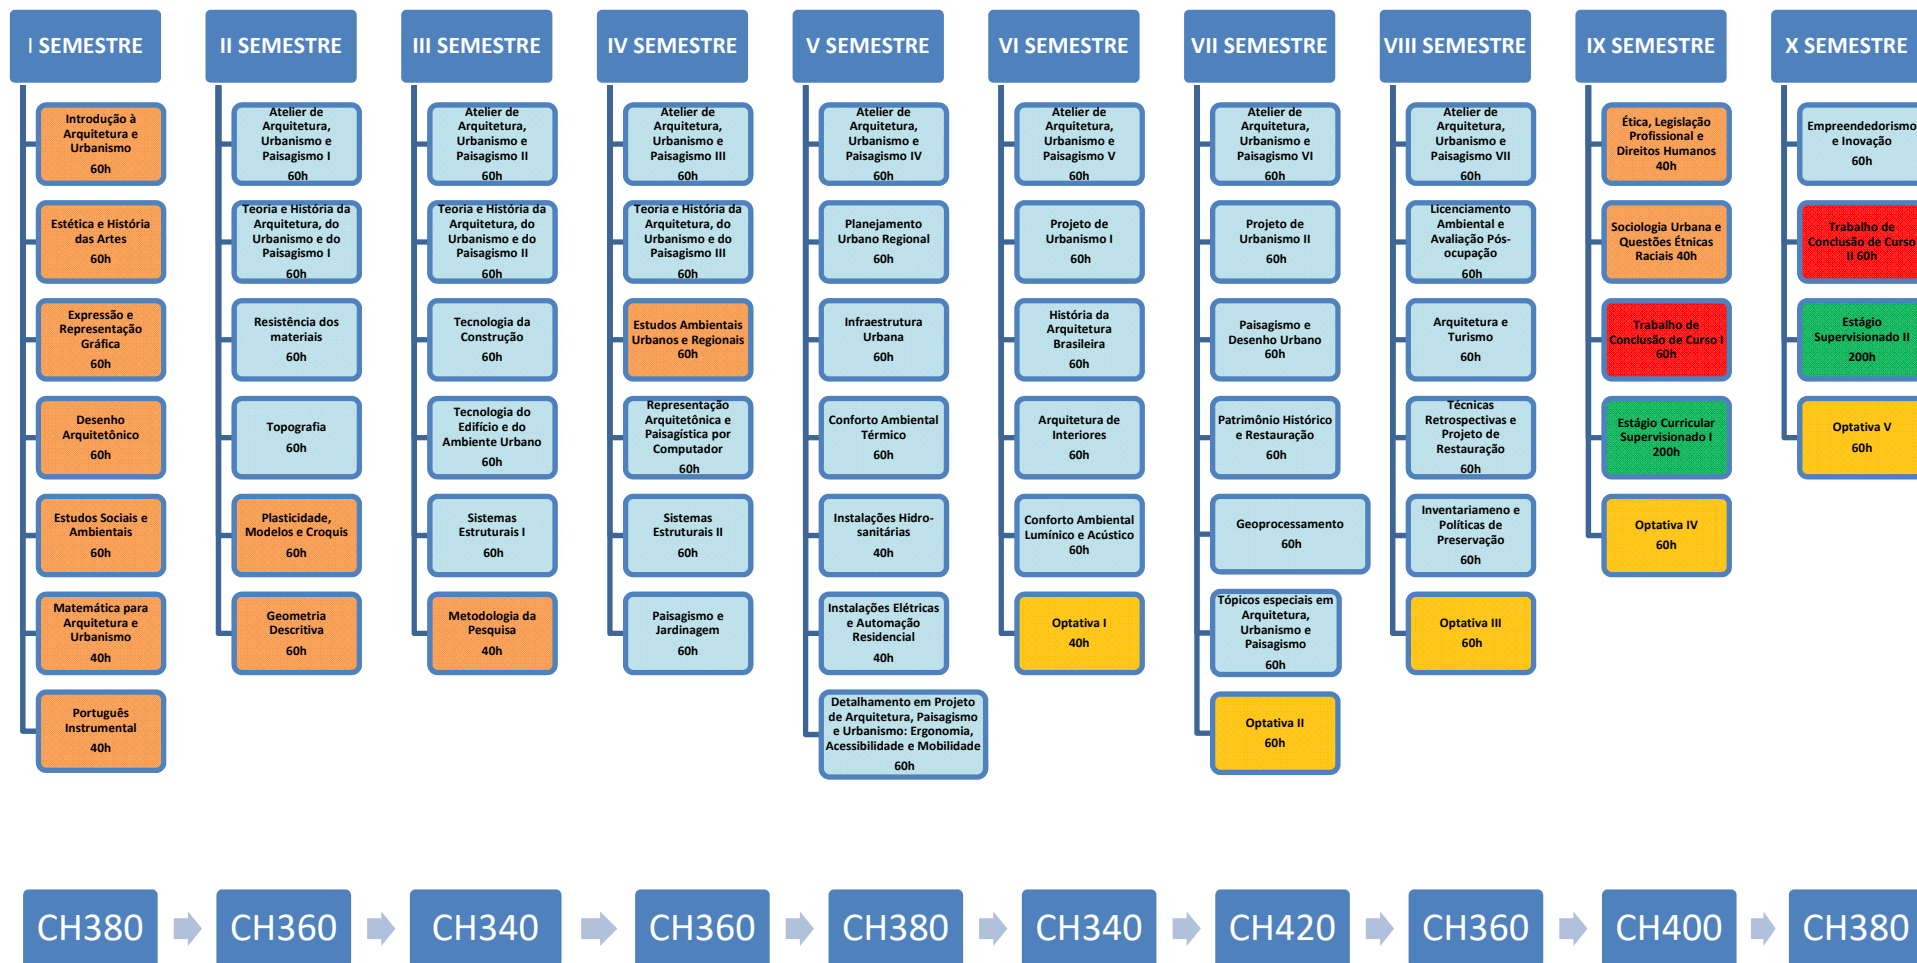 I SEMESTRE
Introdução à
Arquitetura e
Urbanismo
60h
Estética e História
das Artes
60h
Expressão e
Representação
Gráfica
60h
Desenho
Arquitetônico
60h
Estudos Sociais e
Ambientais
60h
Matemática para
Arquitetura e
Urbanismo
40h
Português
Instrumental
40h
II SEMESTRE
Atelier de
Arquitetura,
Urbanismo e
Paisagismo I
60h
Teoria e História da
Arquitetura, do
Urbanismo e do
Paisagismo I
60h
Resistência dos
materiais
60h
Topografia
60h
Plasticidade,
Modelos e Croquis
60h
Geometria
Descritiva
60h
III SEMESTRE
Atelier de
Arquitetura,
Urbanismo e
Paisagismo II
60h
Teoria e História da
Arquitetura, do
Urbanismo e do
Paisagismo II
60h
Tecnologia da
Construção
60h
Tecnologia do
Edifício e do
Ambiente Urbano
60h
Sistemas
Estruturais I
60h
Metodologia da
Pesquisa
40h
IV SEMESTRE
Atelier de
Arquitetura,
Urbanismo e
Paisagismo III
60h
Teoria e História da
Arquitetura, do
Urbanismo e do
Paisagismo III
60h
Estudos Ambientais
Urbanos e Regionais
60h
Representação
Arquitetônica e
Paisagística por
Computador
60h
Sistemas
Estruturais II
60h
Paisagismo e
Jardinagem
60h
V SEMESTRE
Atelier de
Arquitetura,
Urbanismo e
Paisagismo IV
60h
Planejamento
Urbano Regional
60h
Infraestrutura
Urbana
60h
Conforto Ambiental
Térmico
60h
Instalações Hidro-
sanitárias
40h
Instalações Elétricas
e Automação
Residencial
40h
Detalhamento em Projeto
de Arquitetura, Paisagismo
e Urbanismo: Ergonomia,
Acessibilidade e Mobilidade
60h
VI SEMESTRE
Atelier de
Arquitetura,
Urbanismo e
Paisagismo V
60h
Projeto de
Urbanismo I
60h
História da
Arquitetura
Brasileira
60h
Arquitetura de
Interiores
60h
Conforto Ambiental
Lumínico e Acústico
60h
Optativa I
40h
VII SEMESTRE
Atelier de
Arquitetura,
Urbanismo e
Paisagismo VI
60h
Projeto de
Urbanismo II
60h
Paisagismo e
Desenho Urbano
60h
Patrimônio Histórico
e Restauração
60h
Geoprocessamento
60h
Tópicos especiais em
Arquitetura,
Urbanismo e
Paisagismo
60h
Optativa II
60h
VIII SEMESTRE
Atelier de
Arquitetura,
Urbanismo e
Paisagismo VII
60h
Licenciamento
Ambiental e
Avaliação Pós-
ocupação
60h
Arquitetura e
Turismo
60h
Técnicas
Retrospectivas e
Projeto de
Restauração
60h
Inventariameno e
Políticas de
Preservação
60h
Optativa III
60h
IX SEMESTRE
Ética, Legislação
Profissional e
Direitos Humanos
40h
Sociologia Urbana e
Questões Étnicas
Raciais 40h
Trabalho de
Conclusão de Curso I
60h
Estágio Curricular
Supervisionado I
200h
Optativa IV
60h
X SEMESTRE
Empreendedorismo
e Inovação
60h
Trabalho de
Conclusão de Curso
II 60h
Estágio
Supervisionado II
200h
Optativa V
60h
CH380
CH360
CH340
CH360
CH380
CH340
CH420
CH360
CH400
CH380